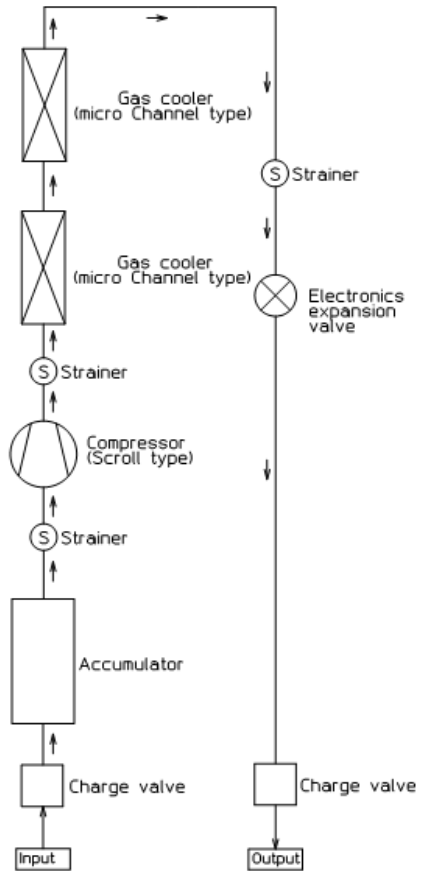 Gas cooler
(micro Channel type)
S Strainer
Gas cooler
(micro Channel type)
Electronics
expansion
valve
S Strainer
Compressor
(Scroll type)
S Strainer
Accumulator
Charge valve
Charge valve
Input
Output